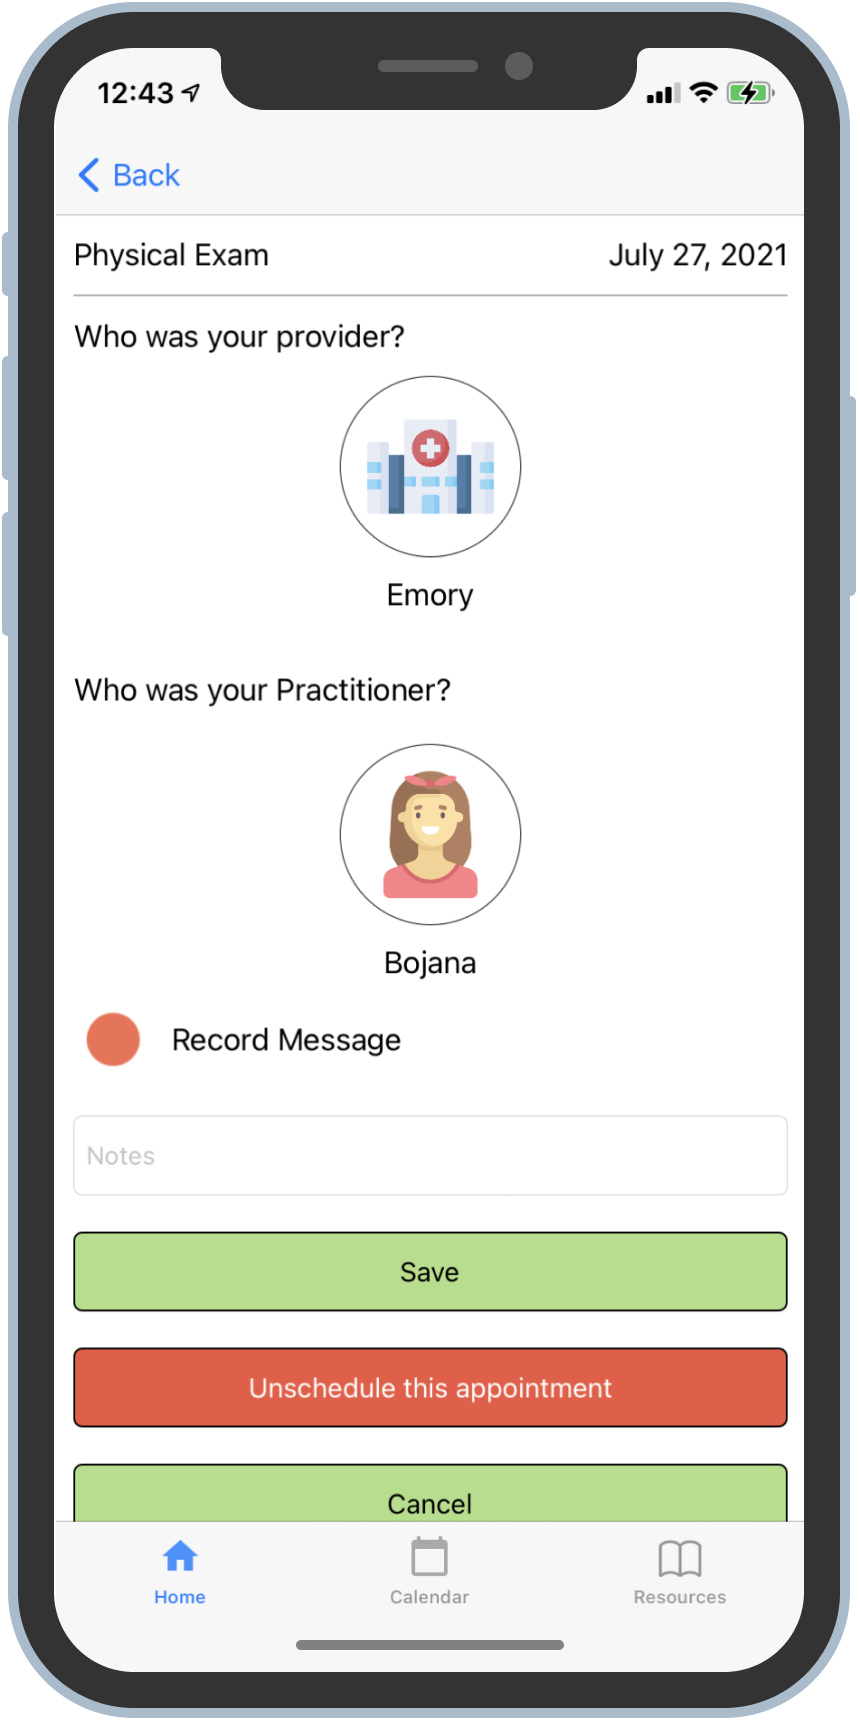 12:43
Back
Physical Exam
July 27, 2021
Who was your provider?
Emory
Who was your Practitioner?
Bojana
Record Message
Notes
Save
Unschedule this appointment
Cancel
Home
Calendar
Resources